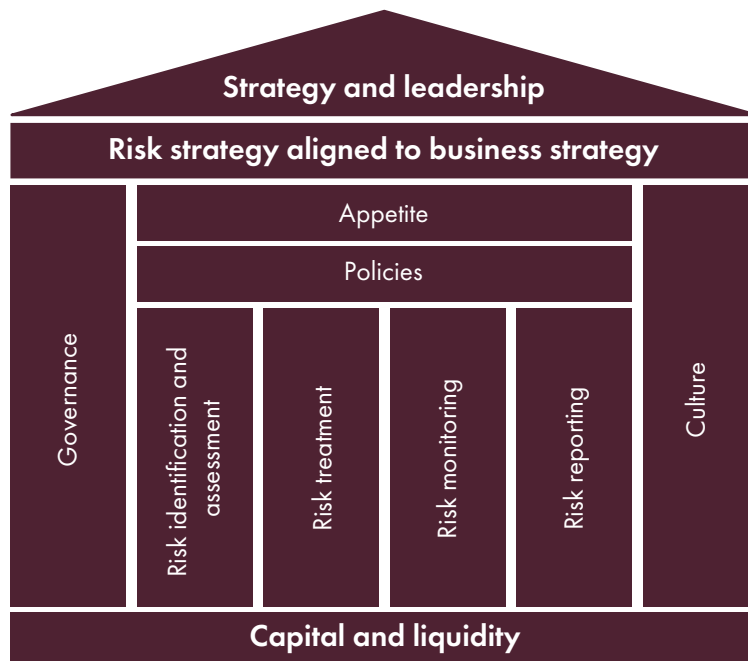 Strategy and leadership
Risk strategy aligned to business strategy
Governance
Appetite
Policies
Risk identification and
assessment
Risk treatment
Risk monitoring
Risk reporting
Culture
Capital and liquidity